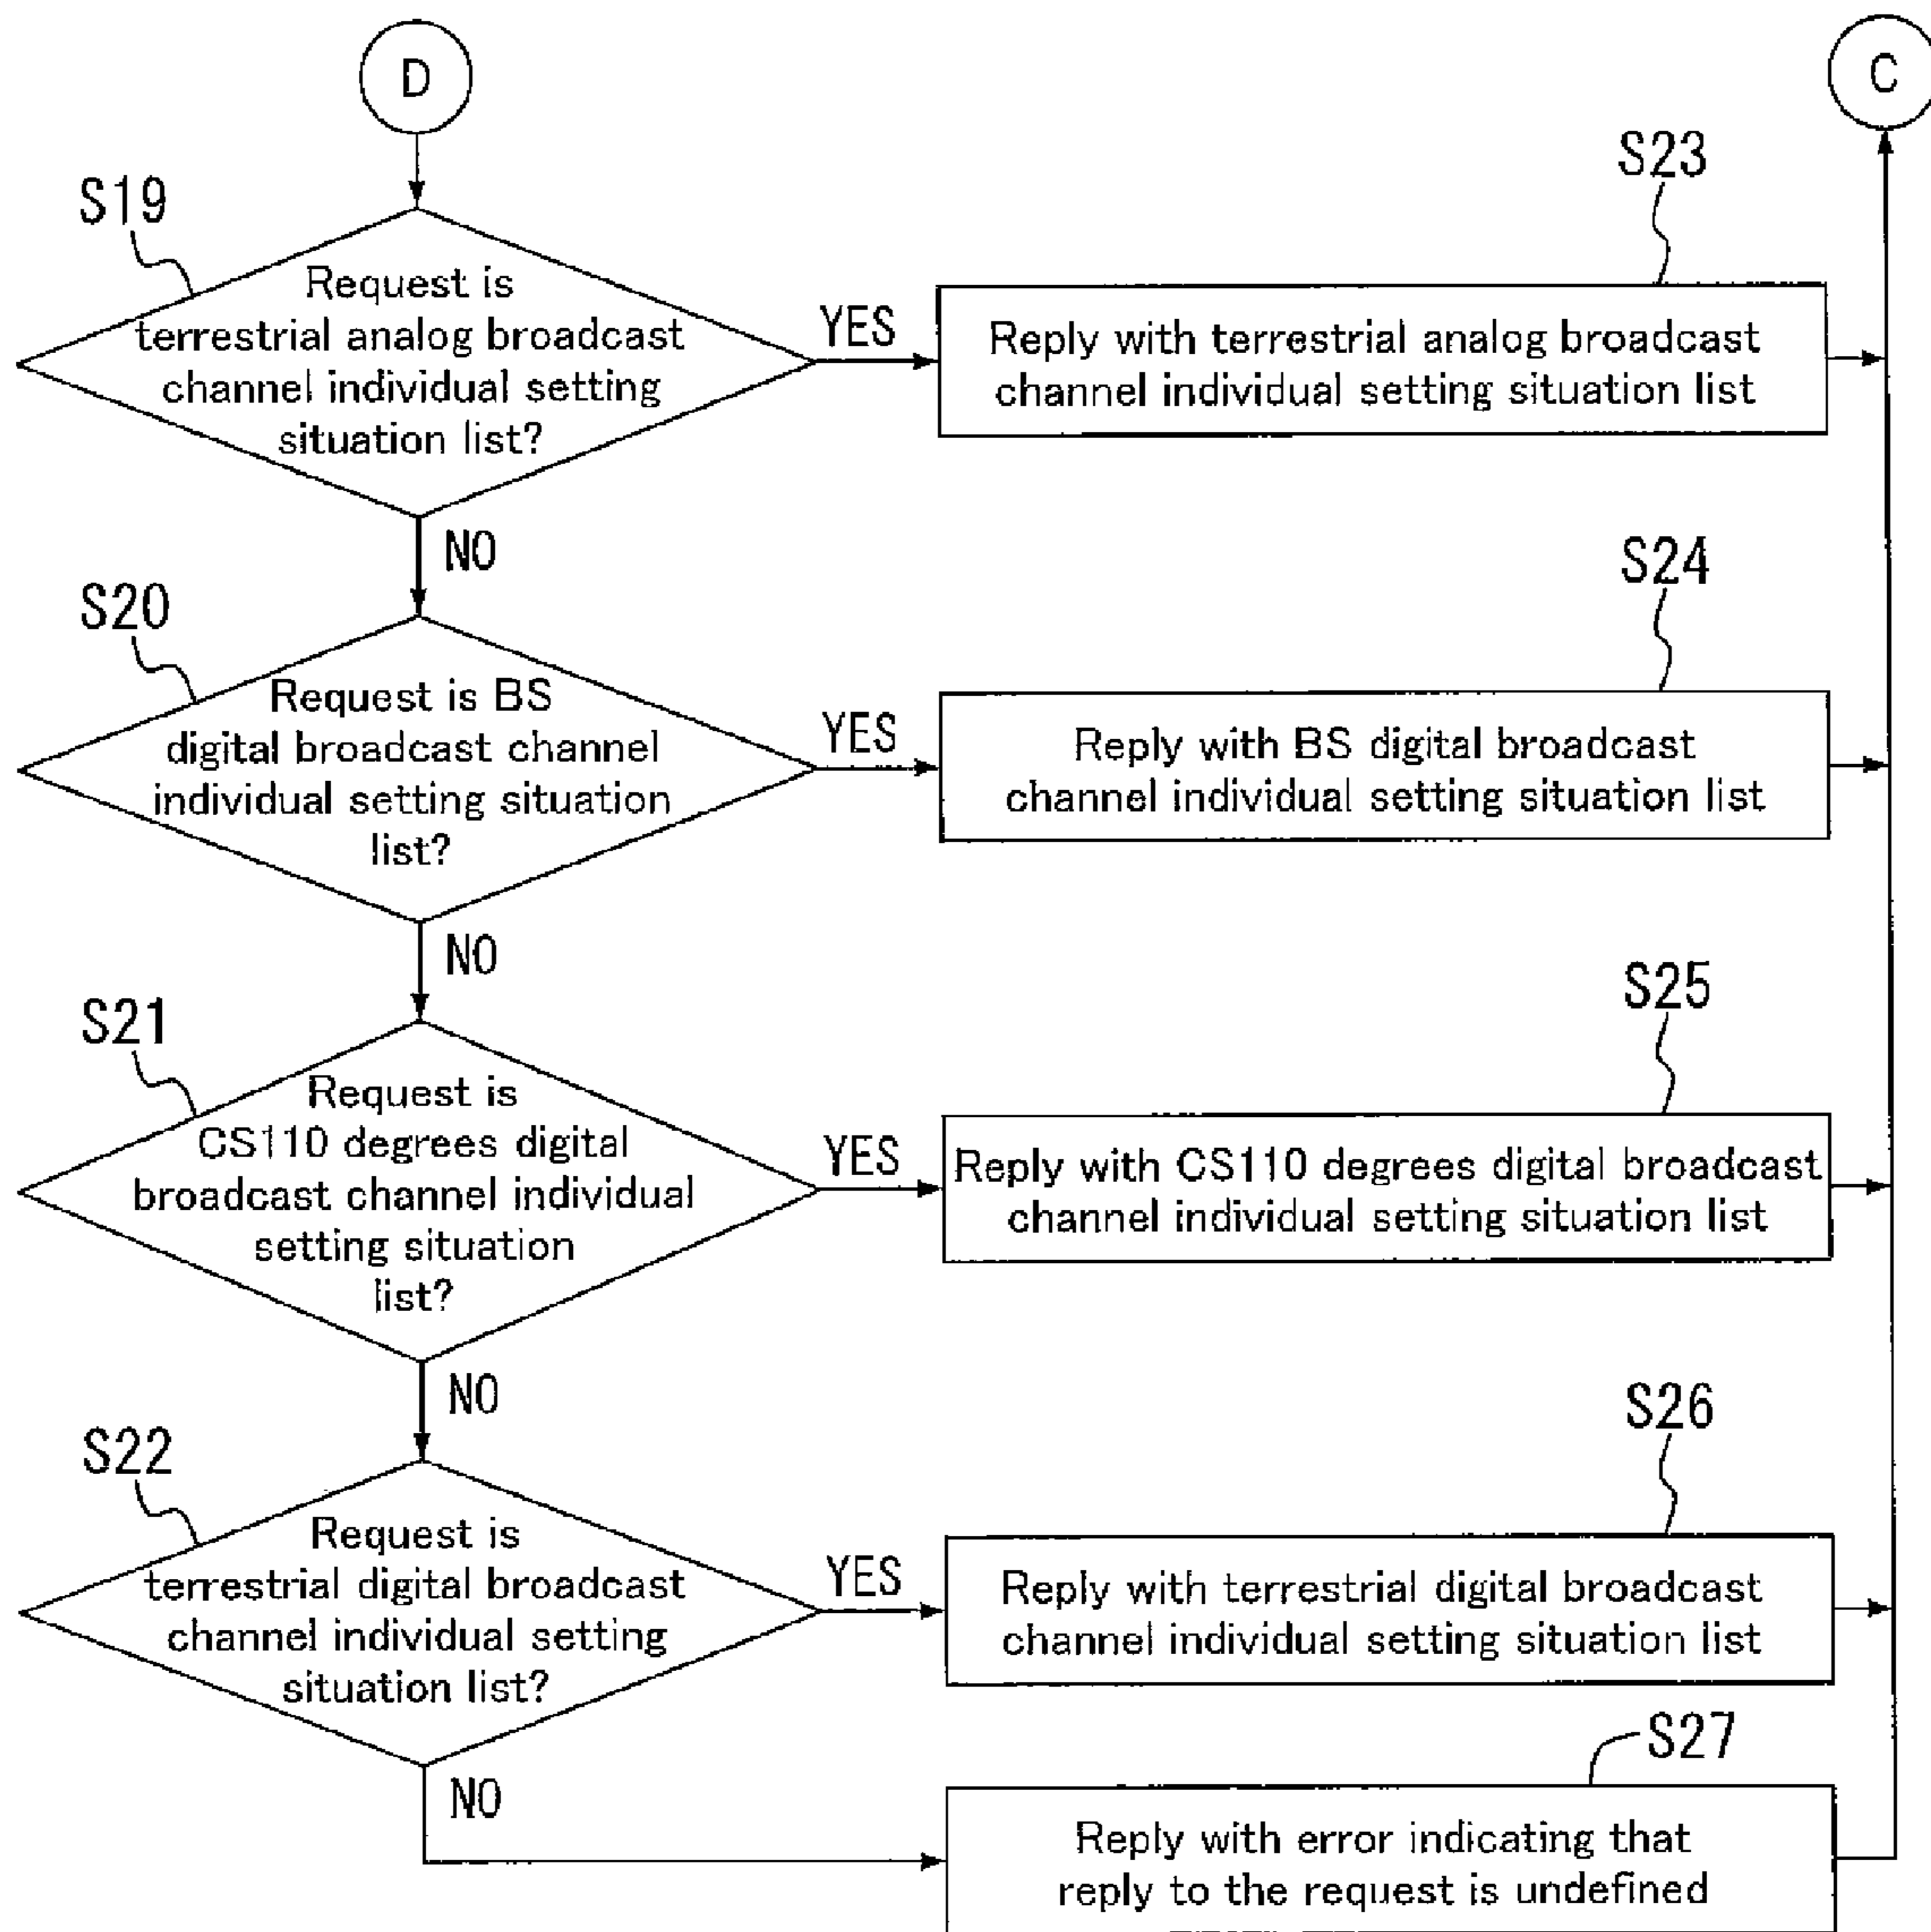 D
C
S19
Request is
terrestrial analog broadcast
channel individual setting
situation list?
YES
S23
Reply with terrestrial analog broadcast
channel individual setting situation list
NO
S20
Request is BS
digital broadcast channel
individual setting situation
list?
YES
S24
Reply with BS digital broadcast
channel individual setting situation list
NO
S21
Request is
CS110 degrees digital
broadcast channel individual
setting situation
list?
YES
S25
Reply with CS110 degrees digital broadcast
channel individual setting situation list
NO
S22
Request is
terrestrial digital broadcast
channel individual setting
situation list?
YES
S26
Reply with terrestrial digital broadcast
channel individual setting situation list
NO
S27
Reply with error indicating that
reply to the request is undefined